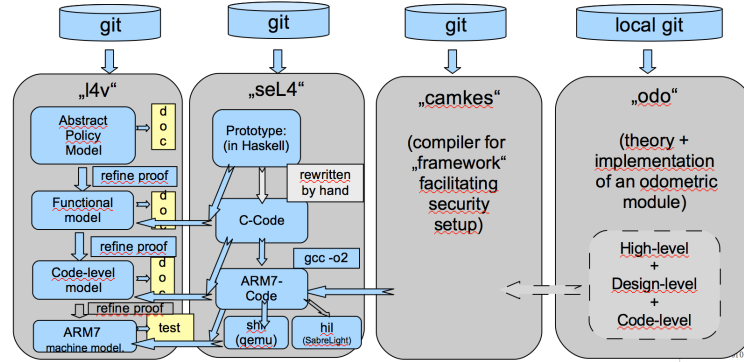 git
git
git
local git
„l4v“
„seL4“
„camkes“
„odo“
Abstract
Policy
Model
d
o
c
refine proof
Functional
model
d
o
c
refine proof
Code-level
model
d
o
c
refine proof
ARM7
machine model.
test
Prototype:
(in Haskell)
rewritten
by hand
C-Code
gcc -o2
ARM7-
Code
(qemu)
hil
(SabreLight)
(compiler for
„framework“
facilitating
security
setup)
(theory +
implementation
of an odometric
module)
High-level
+
Design-level
+
Code-level